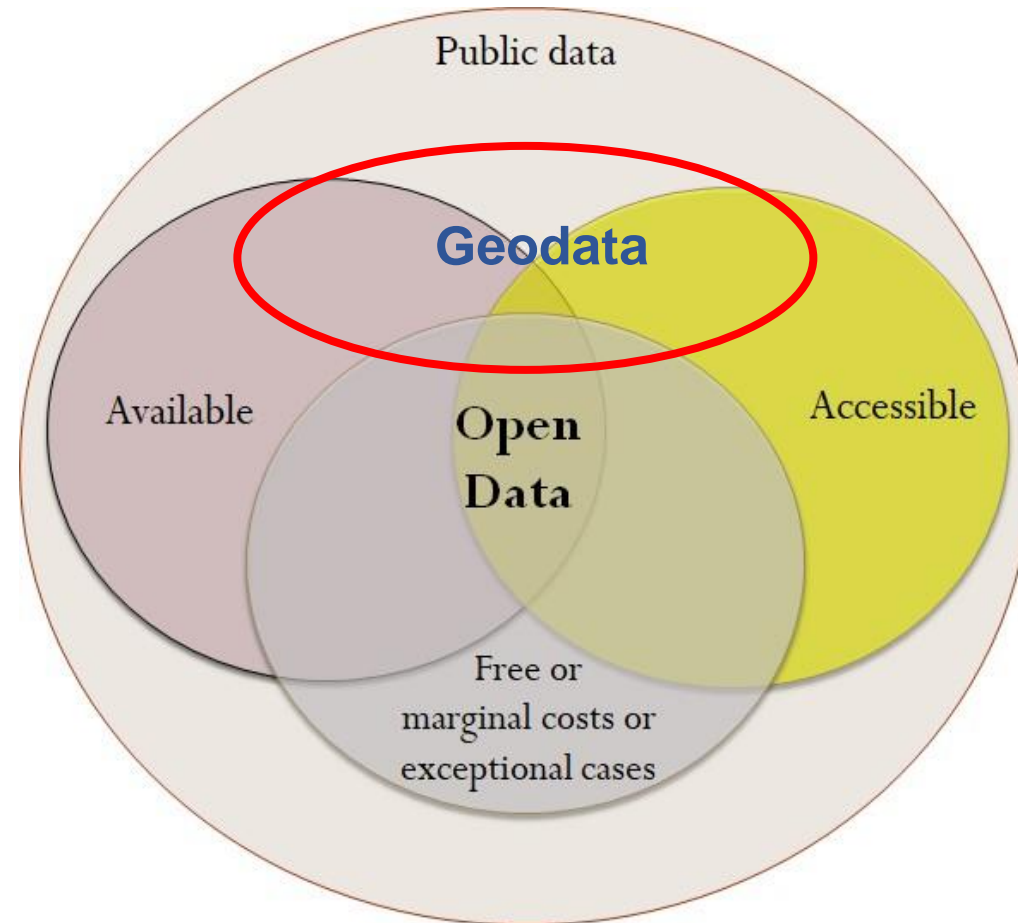 Public data
Geodata
Available
Accessible
Open
Data
Free or
marginal costs or
exceptional cases